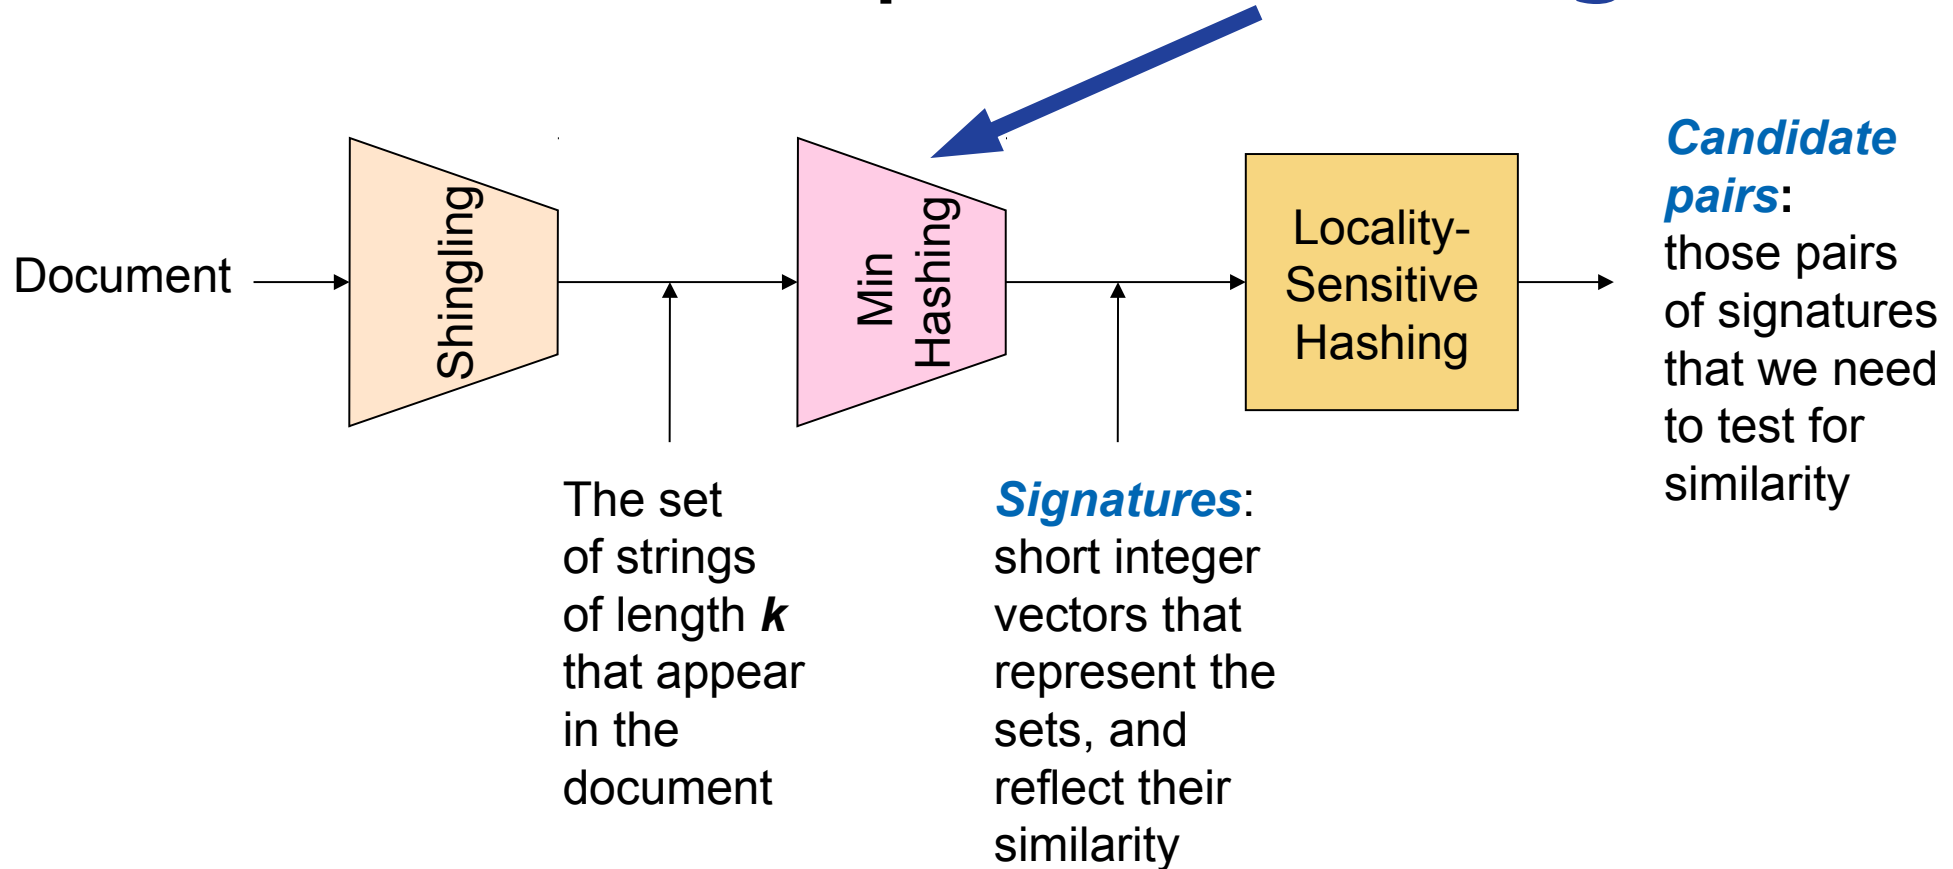 Document
Shingling
Min
Hashing
Locality-
Sensitive
Hashing
Candidate
pairs:
those pairs
of signatures
that we need
to test for
similarity
The set
of strings
of length k
that appear
in the
document
Signatures:
short integer
vectors that
represent the
sets, and
reflect their
similarity